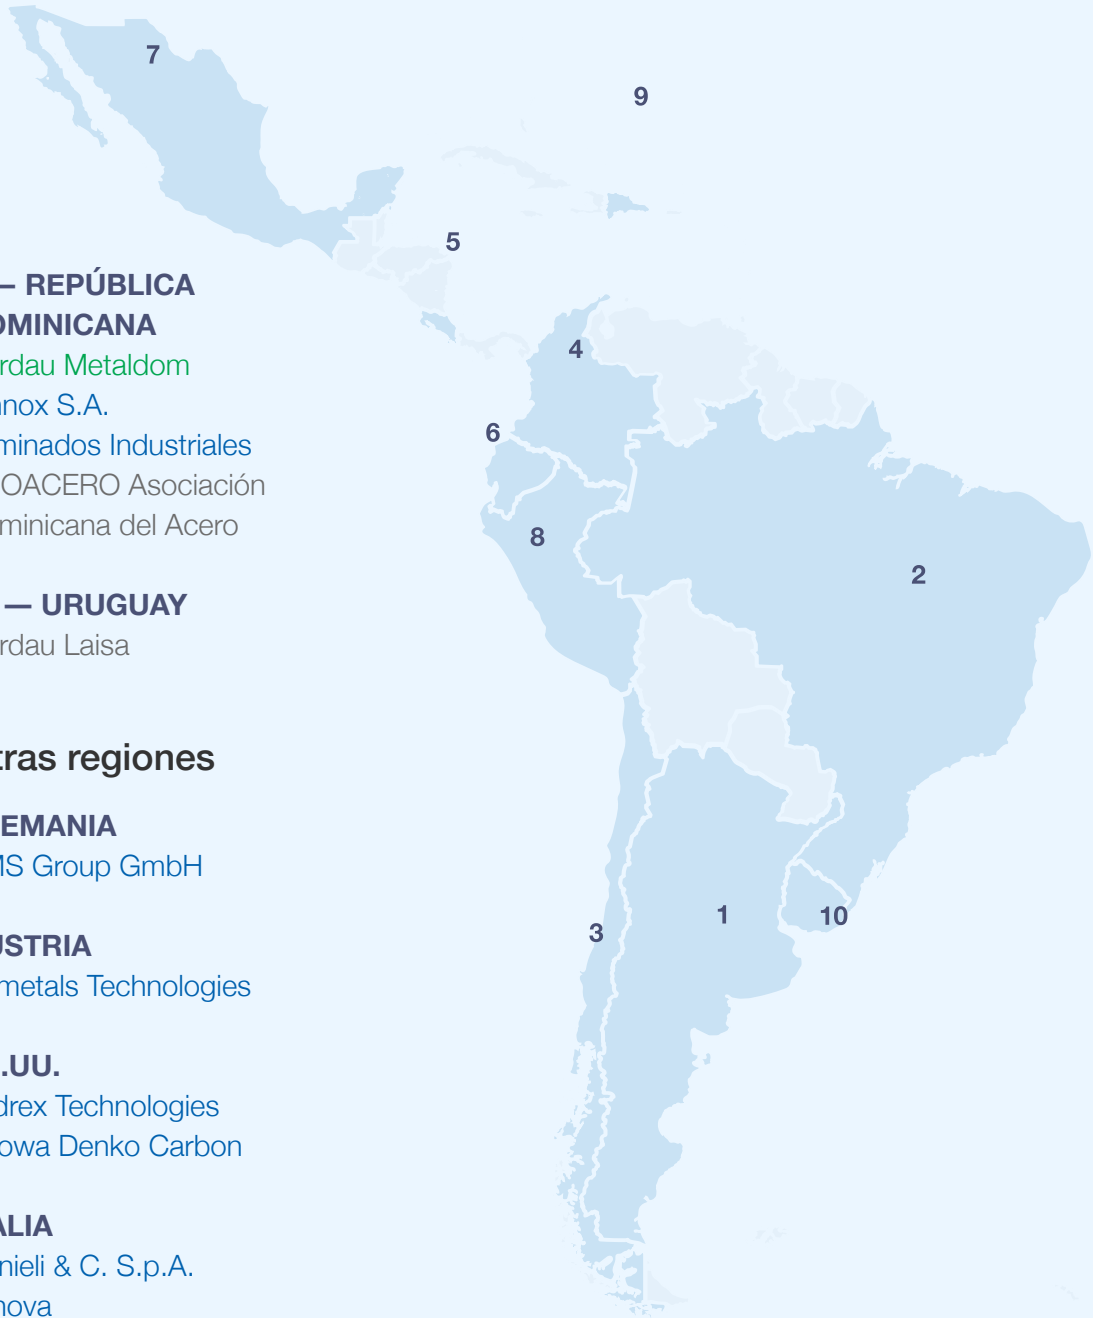 7
9
5
4
6
8
2
1
10
3
— REPÚBLICA
OMINICANA
rdau Metaldom
nox S.A.
minados Industriales
OACERO Asociación
minicana del Acero
— URUGUAY
rdau Laisa
tras regiones
EMANIA
MS Group GmbH
USTRIA
metals Technologies
.UU.
drex Technologies
owa Denko Carbon
ALIA
nieli & C. S.p.A.
nova